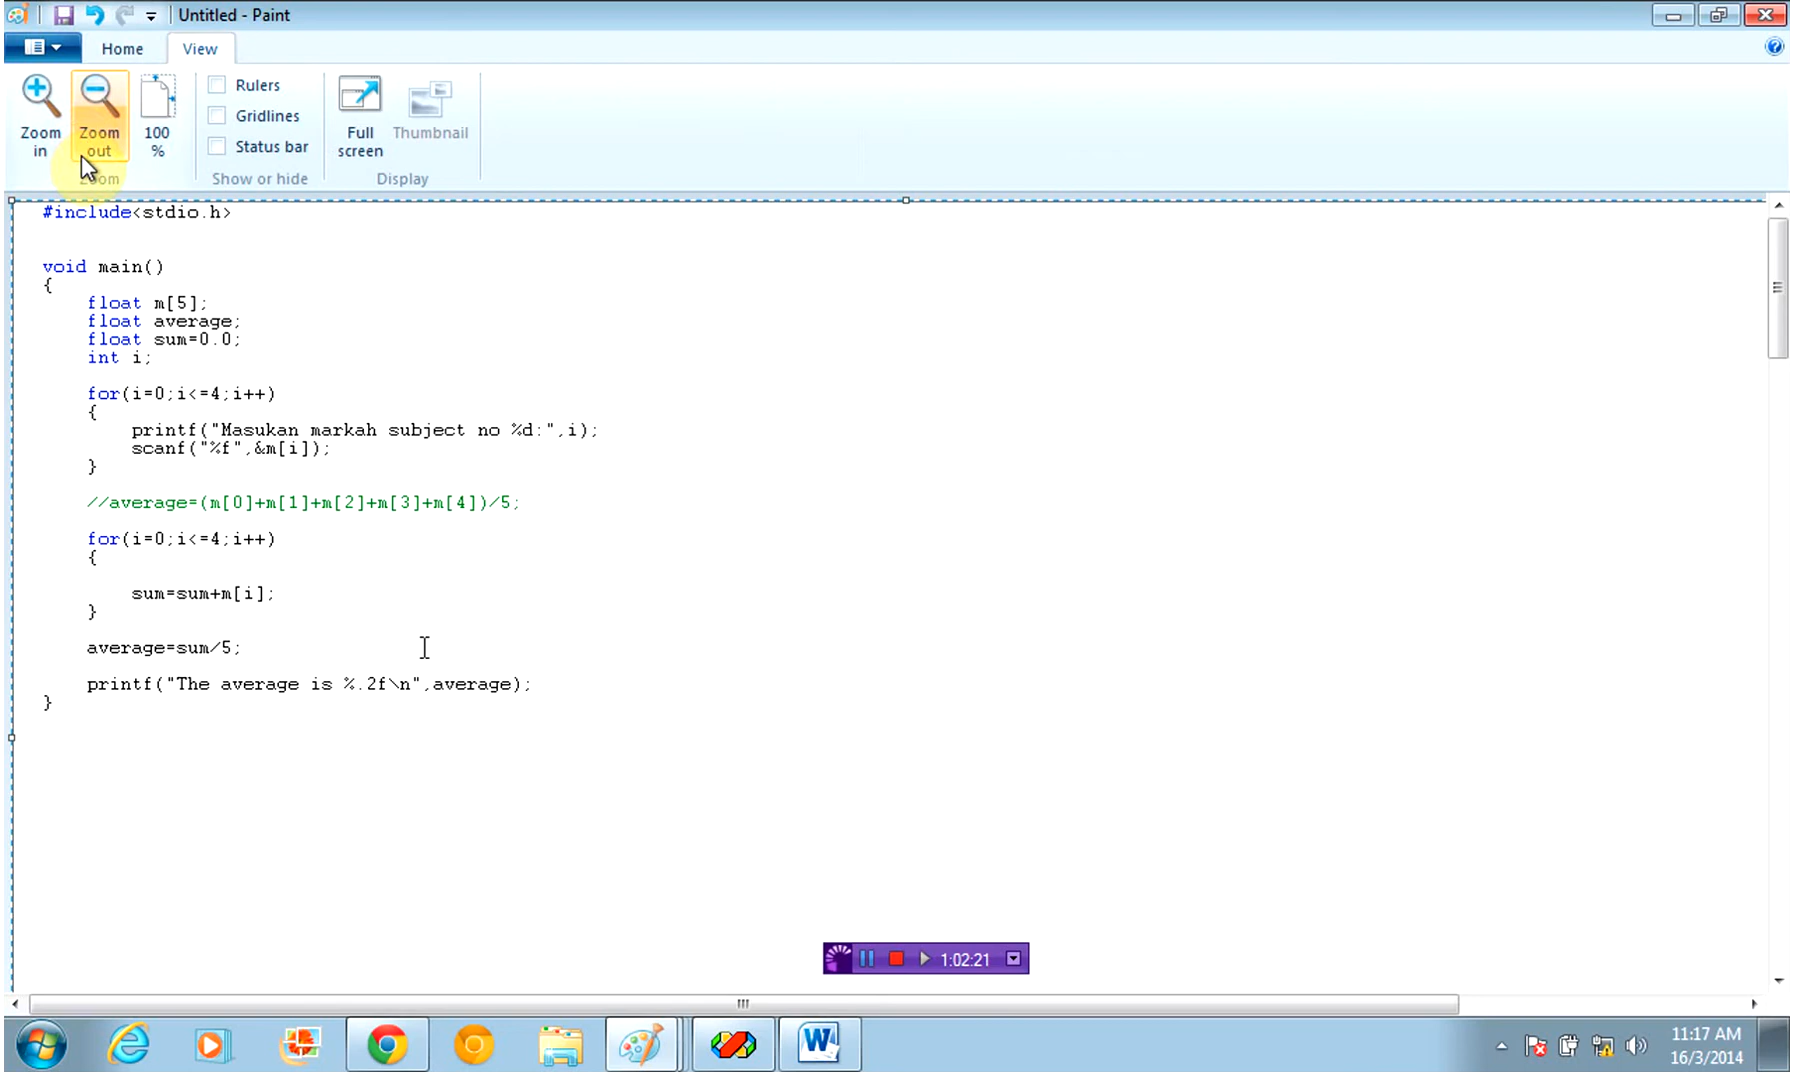 Untitled - Paint
Home View
Zoom in
Zoom out
100 %
Rulers
Gridlines
Status bar
Full screen
Thumbnail
Zoom
Show or hide
Display
#include<stdio.h>
void main()
{
float m[5];
float average;
float sum=0.0;
int i;
for(i=0;i<=4;i++)
{
printf("Masukan markah subject no %d:",i);
scanf("%f",&m[i]);
}
//average=(m[0]+m[1]+m[2]+m[3]+m[4])/5;
for(i=0;i<=4;i++)
{
sum=sum+m[i];
}
average=sum/5;
printf("The average is %.2f\n",average);
}
1:02:21
11:17 AM
16/3/2014